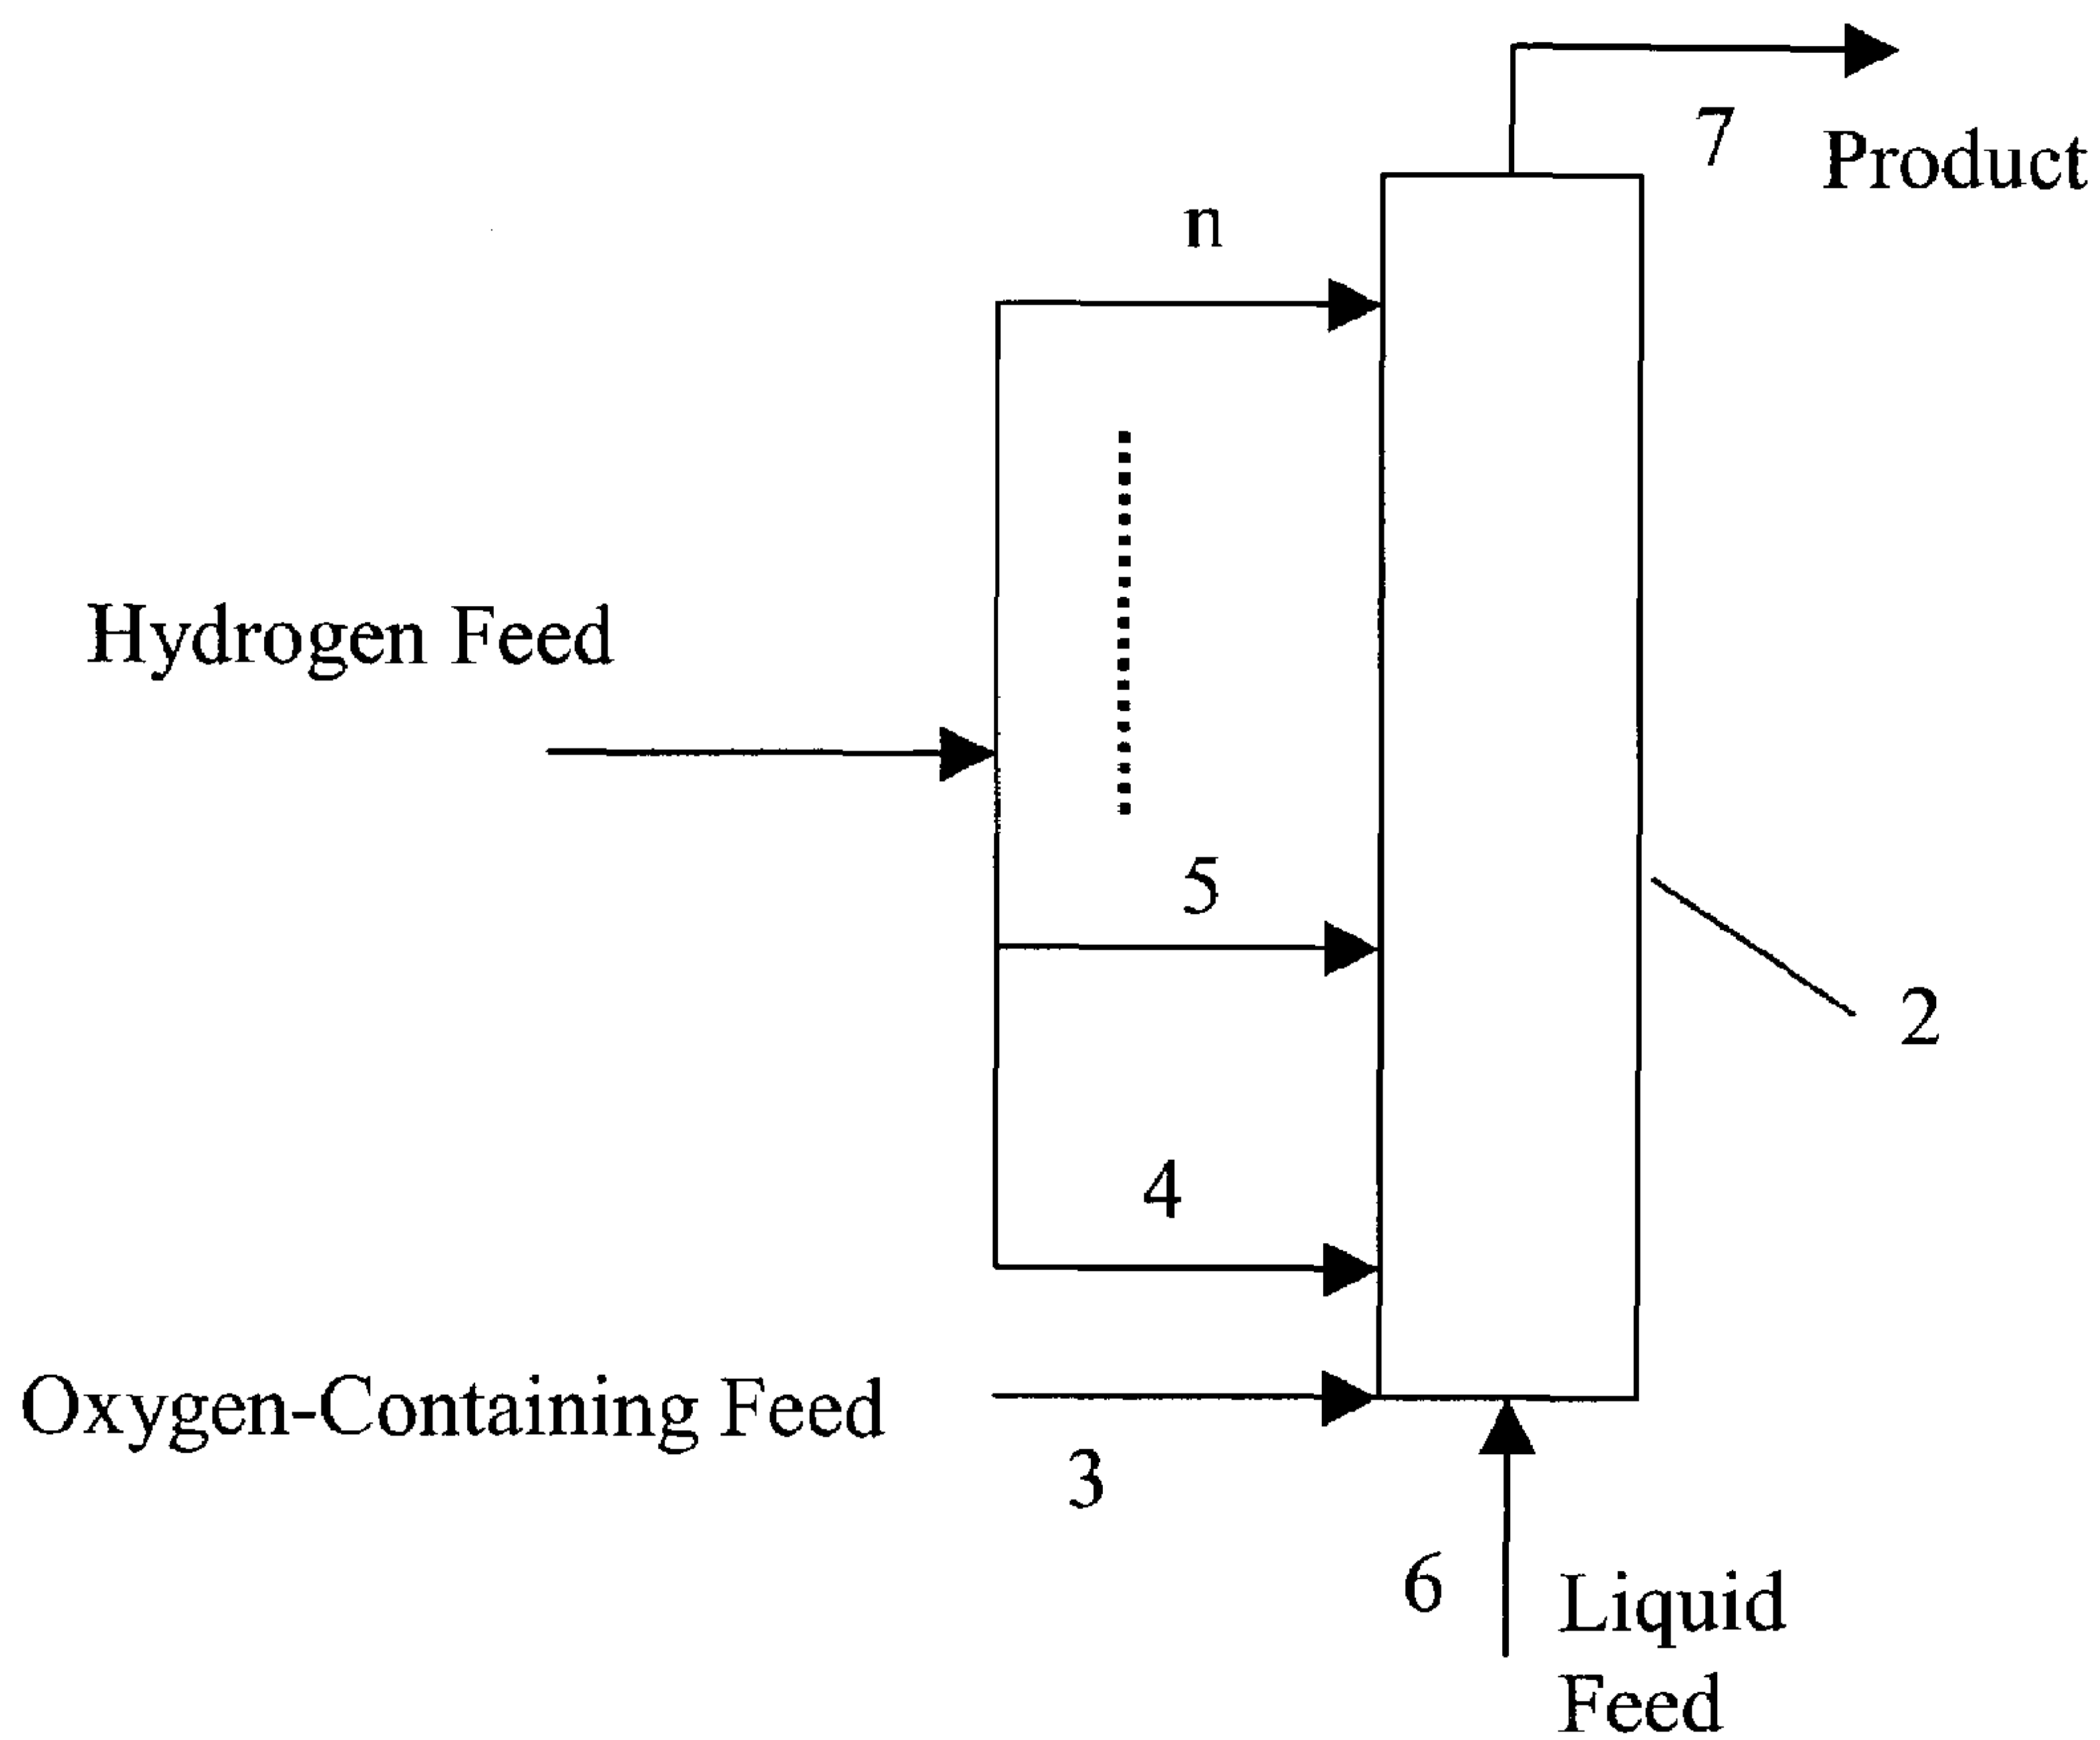 7
Product
n
Hydrogen Feed
5
2
4
Oxygen-Containing Feed
3
6
Liquid
Feed